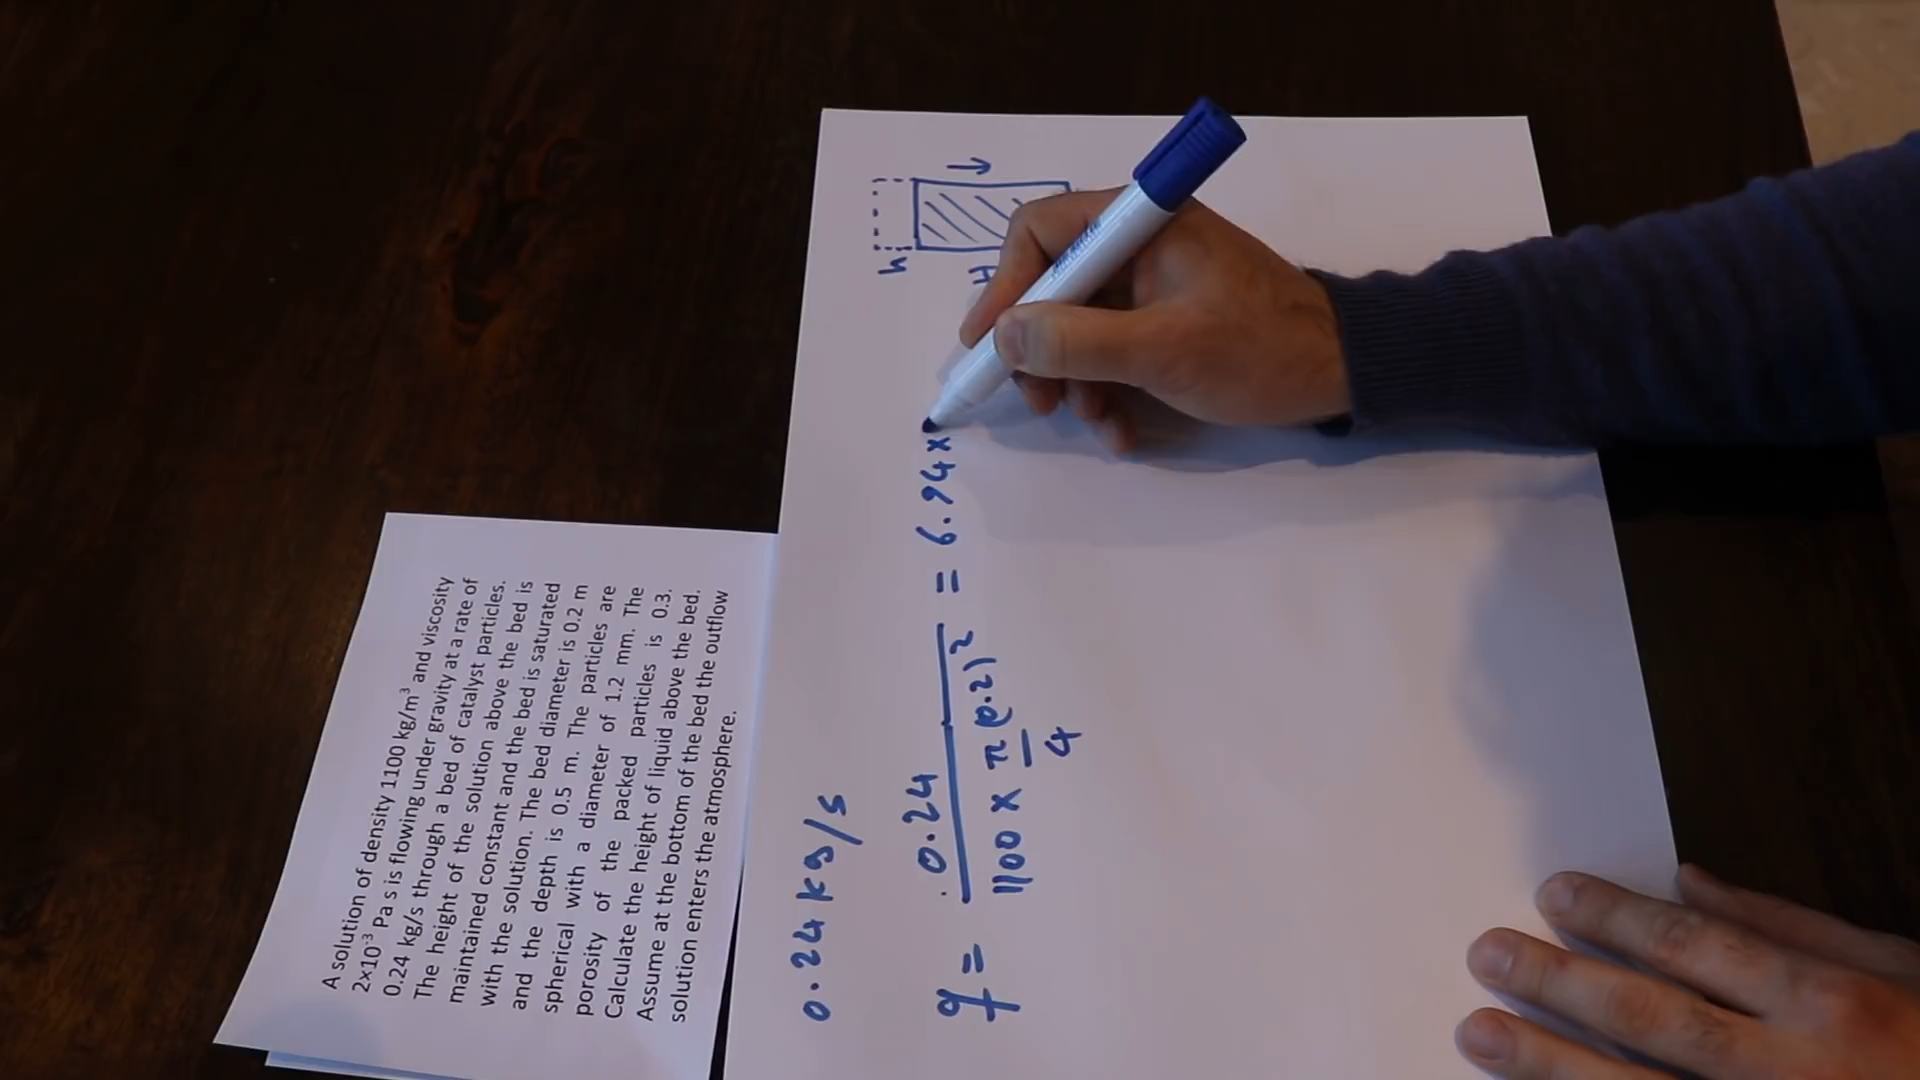 A solution of density 1100 kg/m³ and viscosity
2×10⁻³ Pa s is flowing under gravity at a rate of
0.24 kg/s through a bed of catalyst particles.
The height of the solution above the bed is
maintained constant and the bed is saturated
with the solution. The bed diameter is 0.2 m
and the depth is 0.5 m. The particles are
spherical with a diameter of 1.2 mm. The
porosity of the packed particles is 0.3.
Calculate the height of liquid above the bed.
Assume at the bottom of the bed the outflow
solution enters the atmosphere.
h
H
0.24 kg/s
q = 0.24 / 1100 × π(0.2)² / 4 = 6.94×